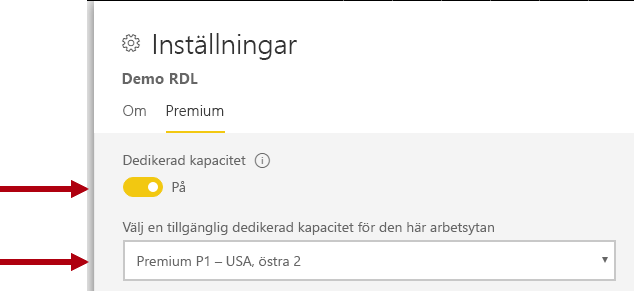 Inställningar
Demo RDL
Om Premium
Dedikerad kapacitet
På
Välj en tillgänglig dedikerad kapacitet för den här arbetsytan
Premium P1 – USA, östra 2